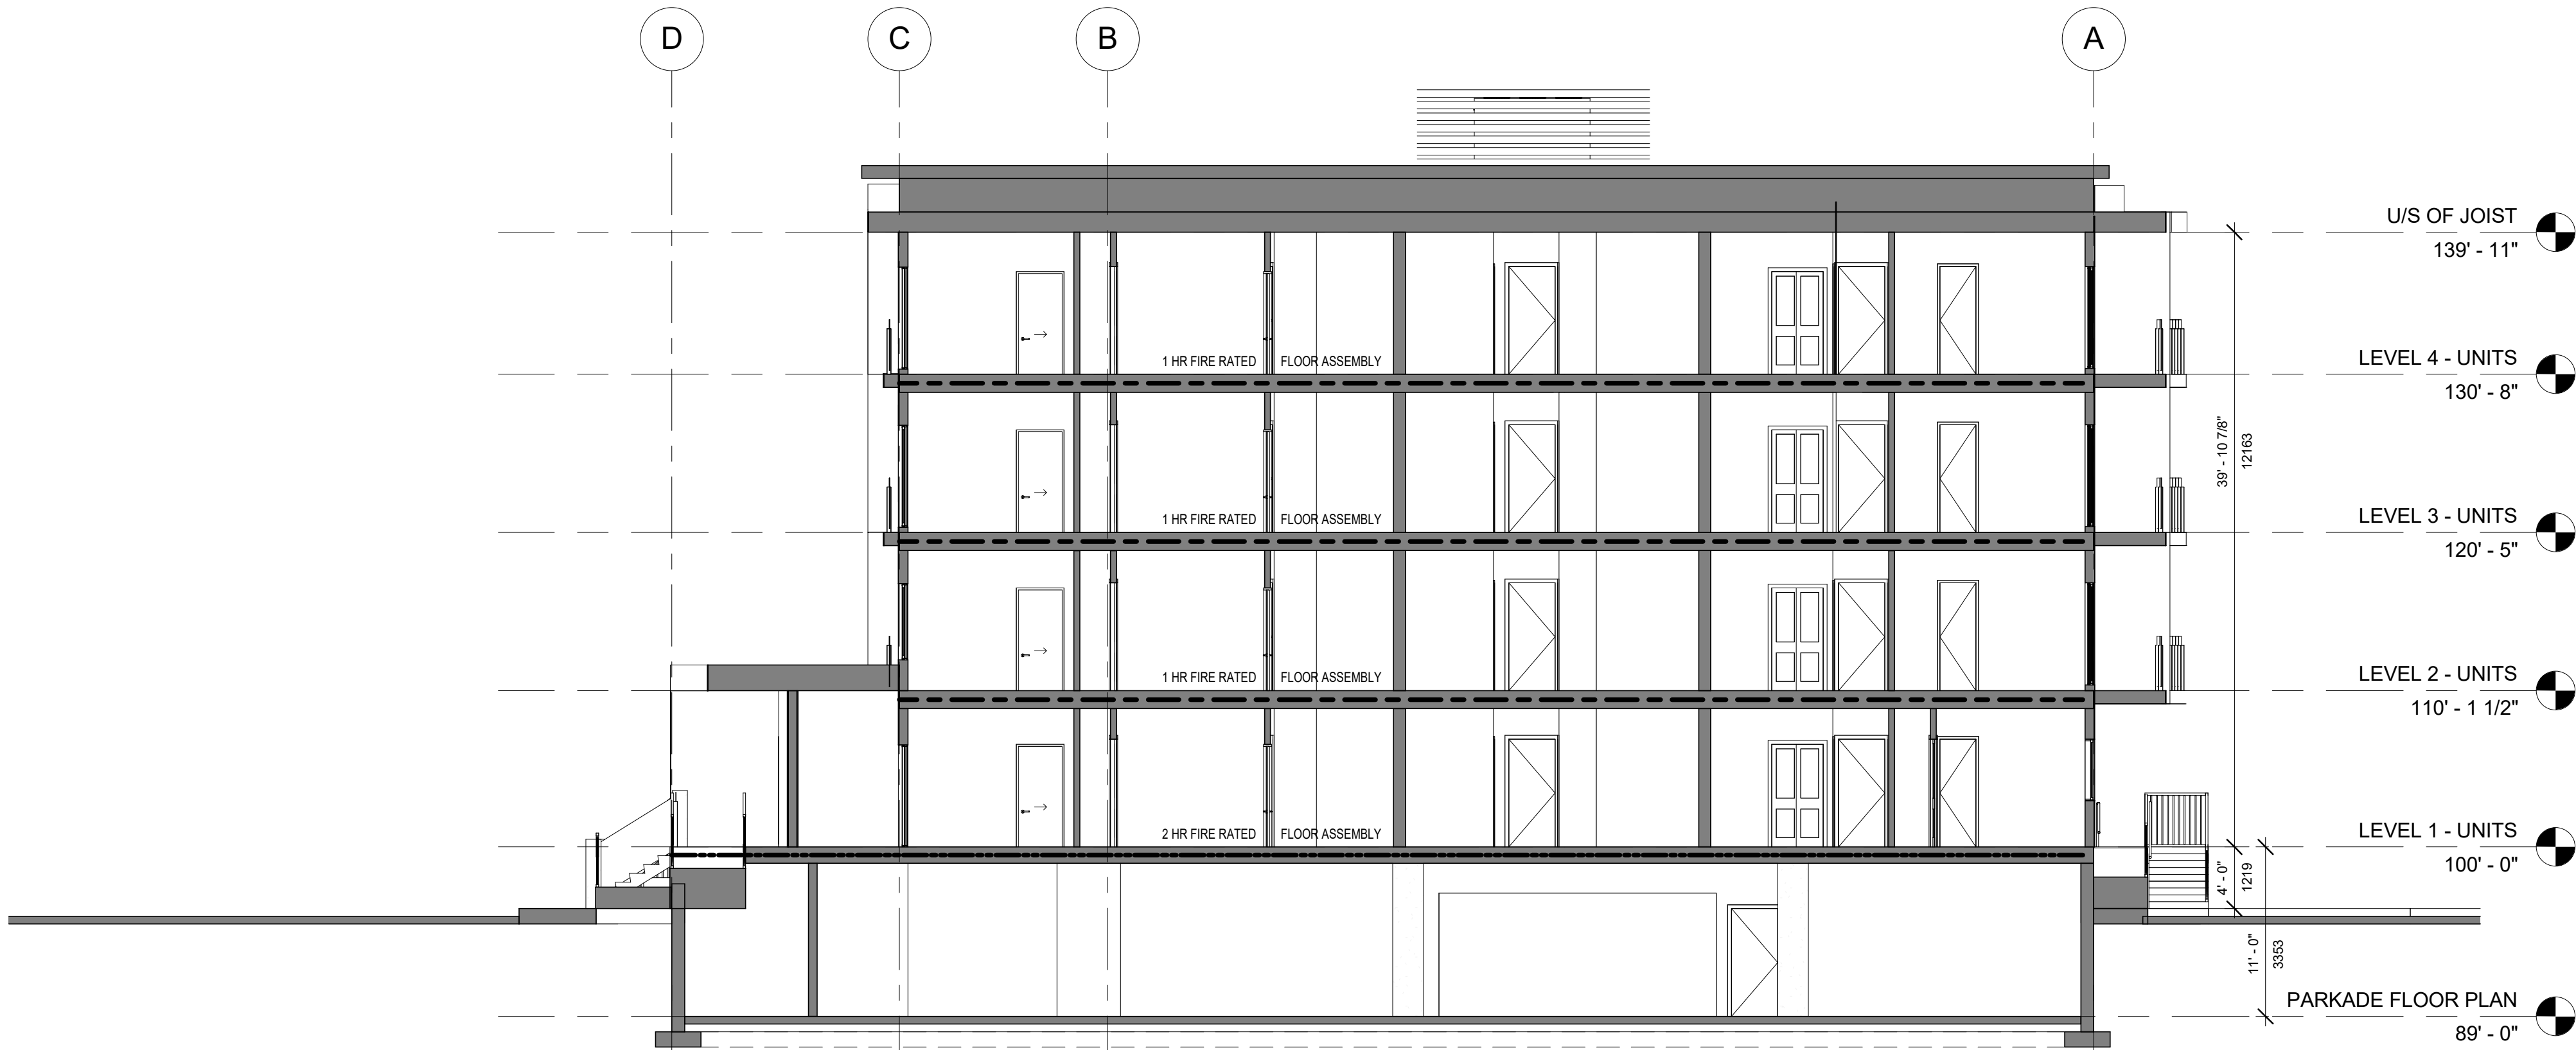 D
C
B
A
U/S OF JOIST
139' - 11"
1 HR FIRE RATED FLOOR ASSEMBLY
LEVEL 4 - UNITS
130' - 8"
39' - 10 7/8"
12163
1 HR FIRE RATED FLOOR ASSEMBLY
LEVEL 3 - UNITS
120' - 5"
1 HR FIRE RATED FLOOR ASSEMBLY
LEVEL 2 - UNITS
110' - 1 1/2"
2 HR FIRE RATED FLOOR ASSEMBLY
LEVEL 1 - UNITS
100' - 0"
4' - 0"
1219
11' - 0"
3353
PARKADE FLOOR PLAN
89' - 0"